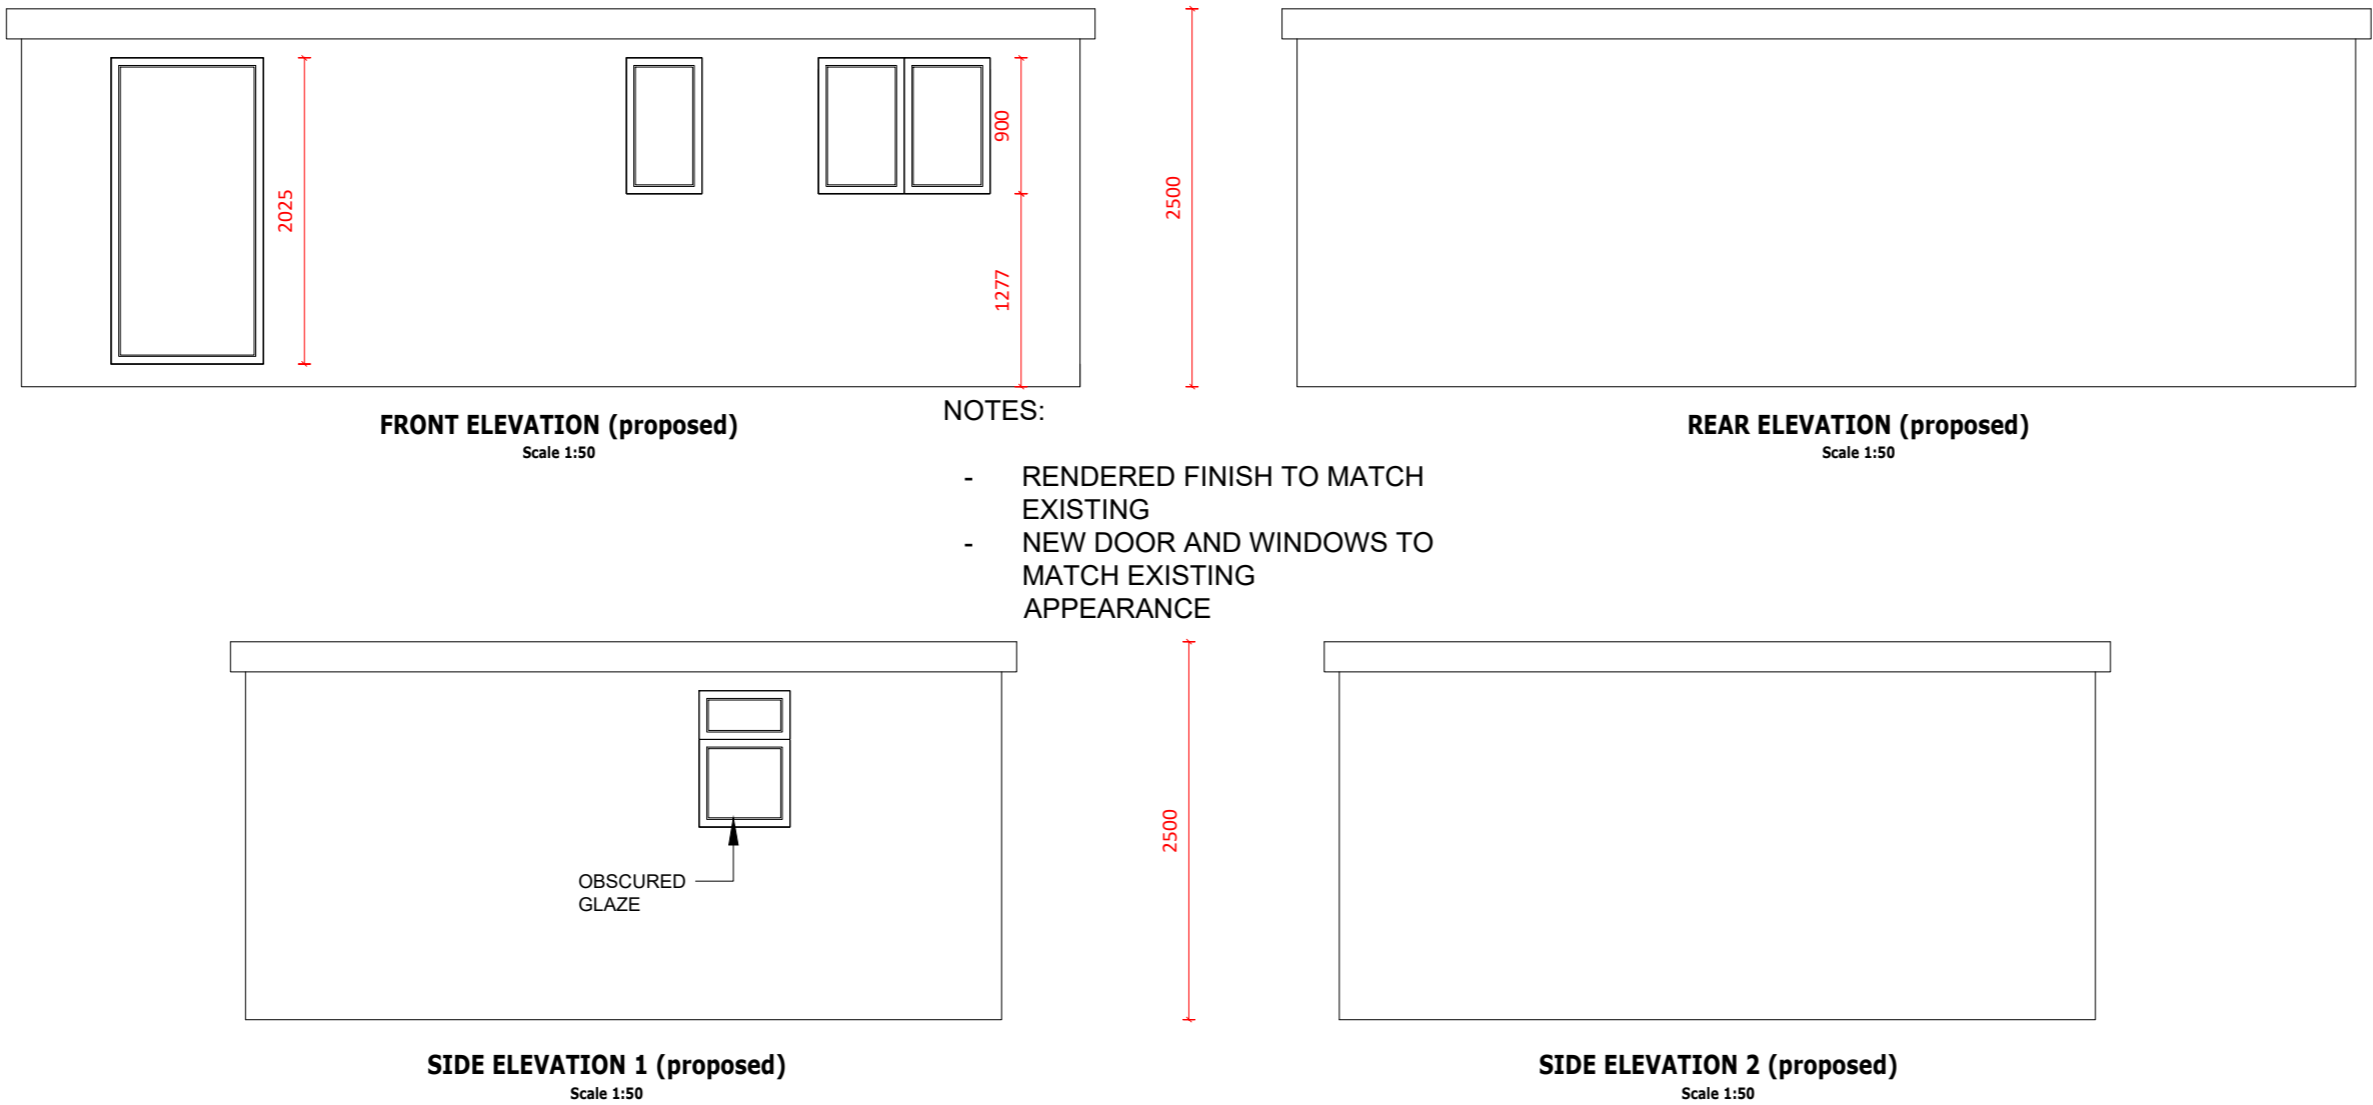 2025
900
1277
2500
FRONT ELEVATION (proposed)
Scale 1:50
REAR ELEVATION (proposed)
Scale 1:50
NOTES:
- RENDERED FINISH TO MATCH
EXISTING
- NEW DOOR AND WINDOWS TO
MATCH EXISTING
APPEARANCE
OBSCURED
GLAZE
2500
SIDE ELEVATION 1 (proposed)
Scale 1:50
SIDE ELEVATION 2 (proposed)
Scale 1:50